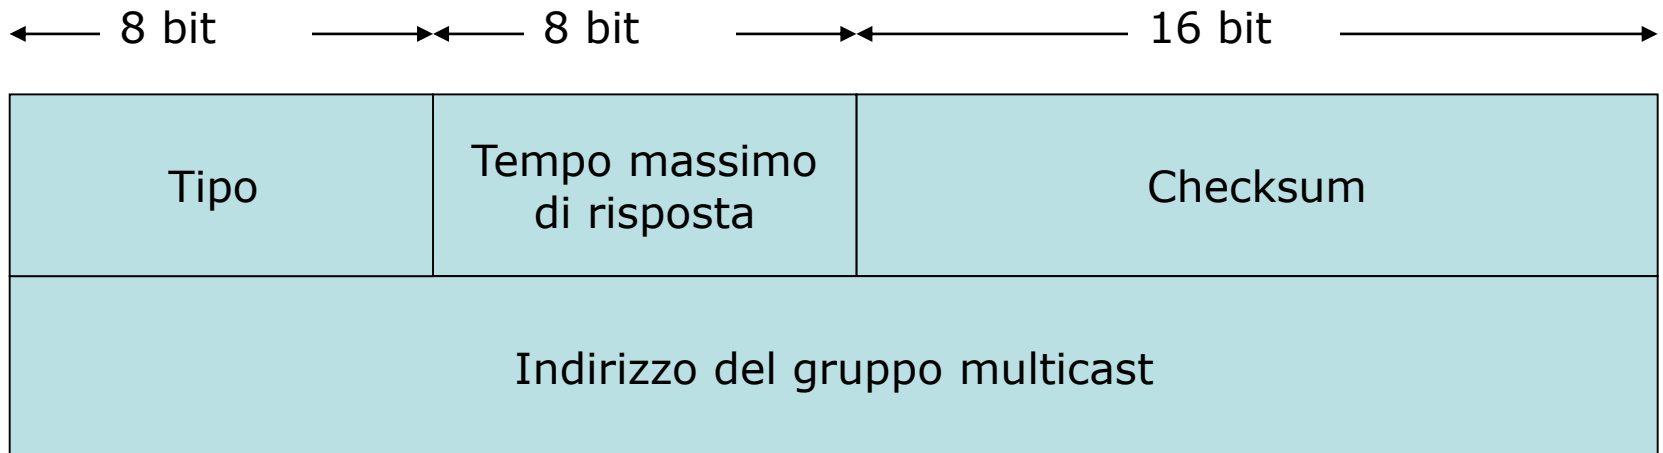 8 bit 8 bit 16 bit
Tipo
Tempo massimo
di risposta
Checksum
Indirizzo del gruppo multicast